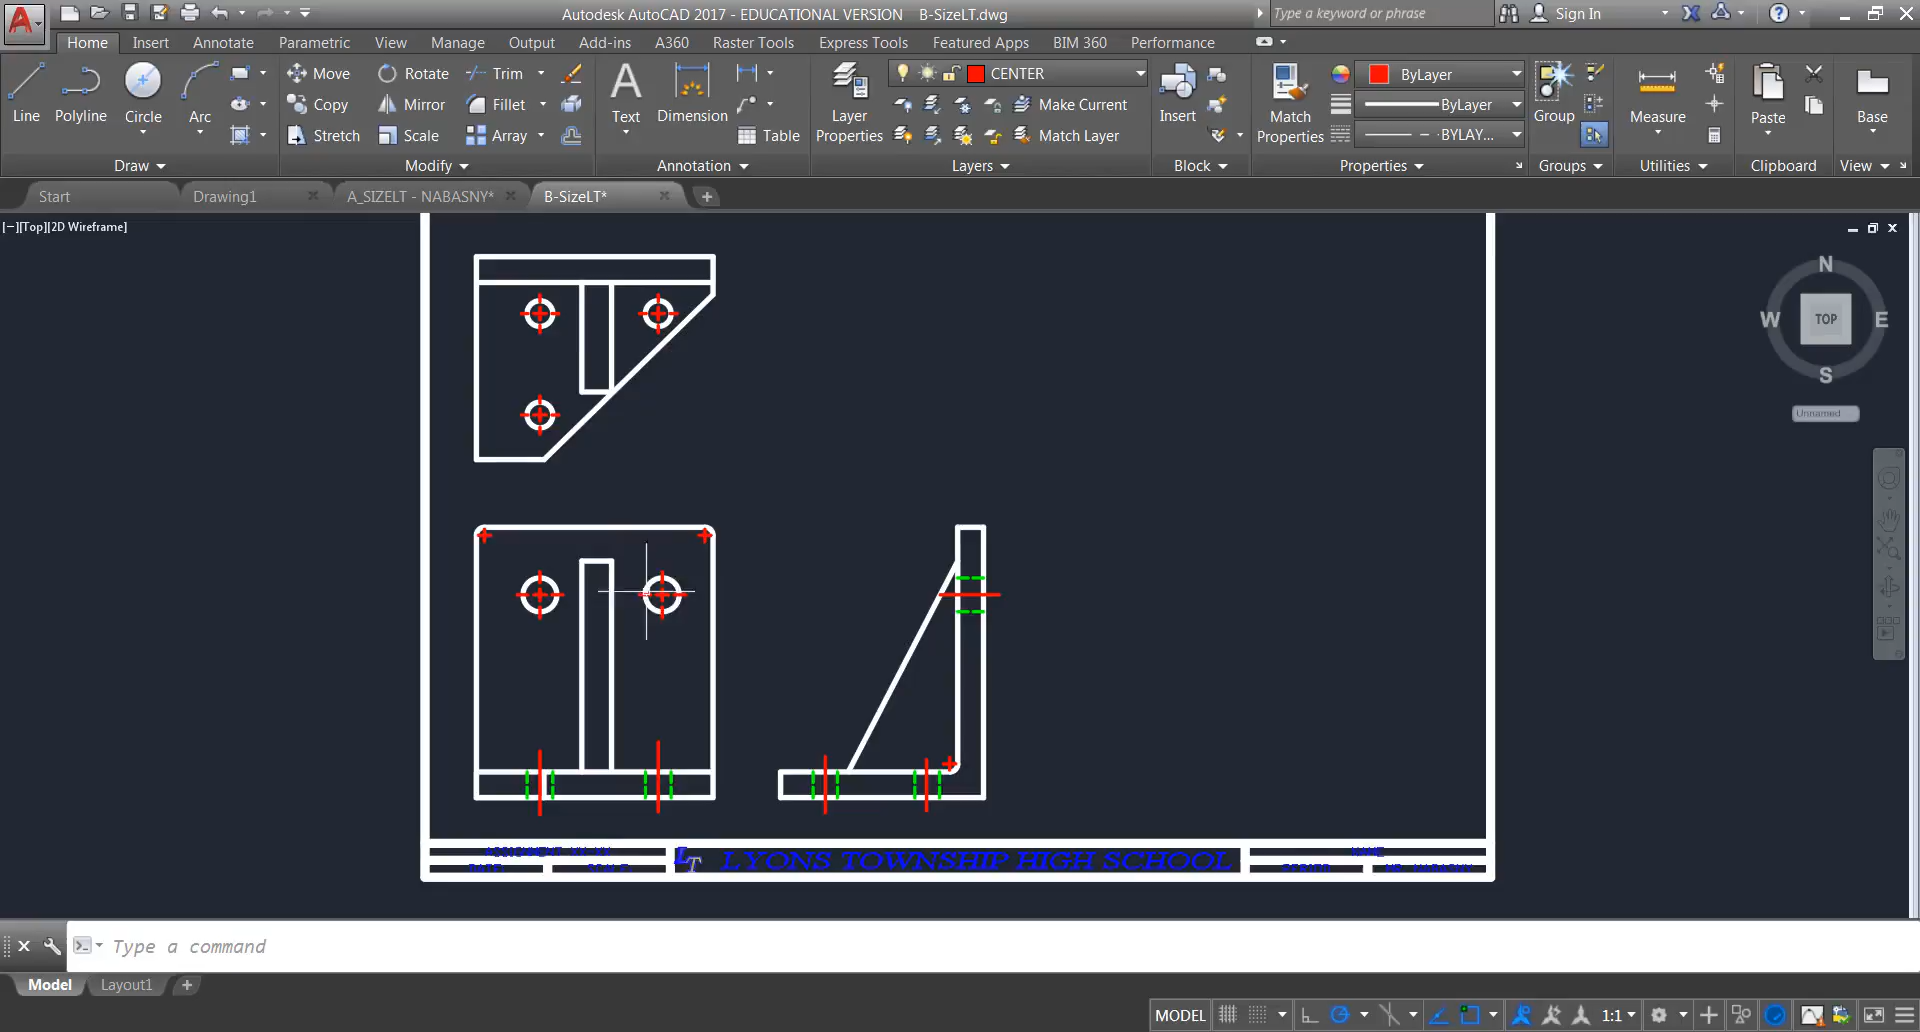 Autodesk AutoCAD 2017 - EDUCATIONAL VERSION B-SizeLT.dwg
Type a keyword or phrase
Sign In
Home Insert Annotate Parametric View Manage Output Add-ins A360 Raster Tools Express Tools Featured Apps BIM 360 Performance
Line Polyline Circle Arc
Move Rotate Trim
Copy Mirror Fillet
Stretch Scale Array
Text Dimension Table
Layer Properties
CENTER
Make Current
Match Layer
Insert
Match Properties
ByLayer
ByLayer
BYLAY...
Group
Measure
Paste
Base
Draw Modify Annotation Layers Block Properties Groups Utilities Clipboard View
Start Drawing1 A_SIZELT - NABASNY* B-SizeLT*
[−][Top][2D Wireframe]
N
W TOP E
S
Unnamed
LT LYONS TOWNSHIP HIGH SCHOOL
NAME
Type a command
Model Layout1
MODEL 1:1